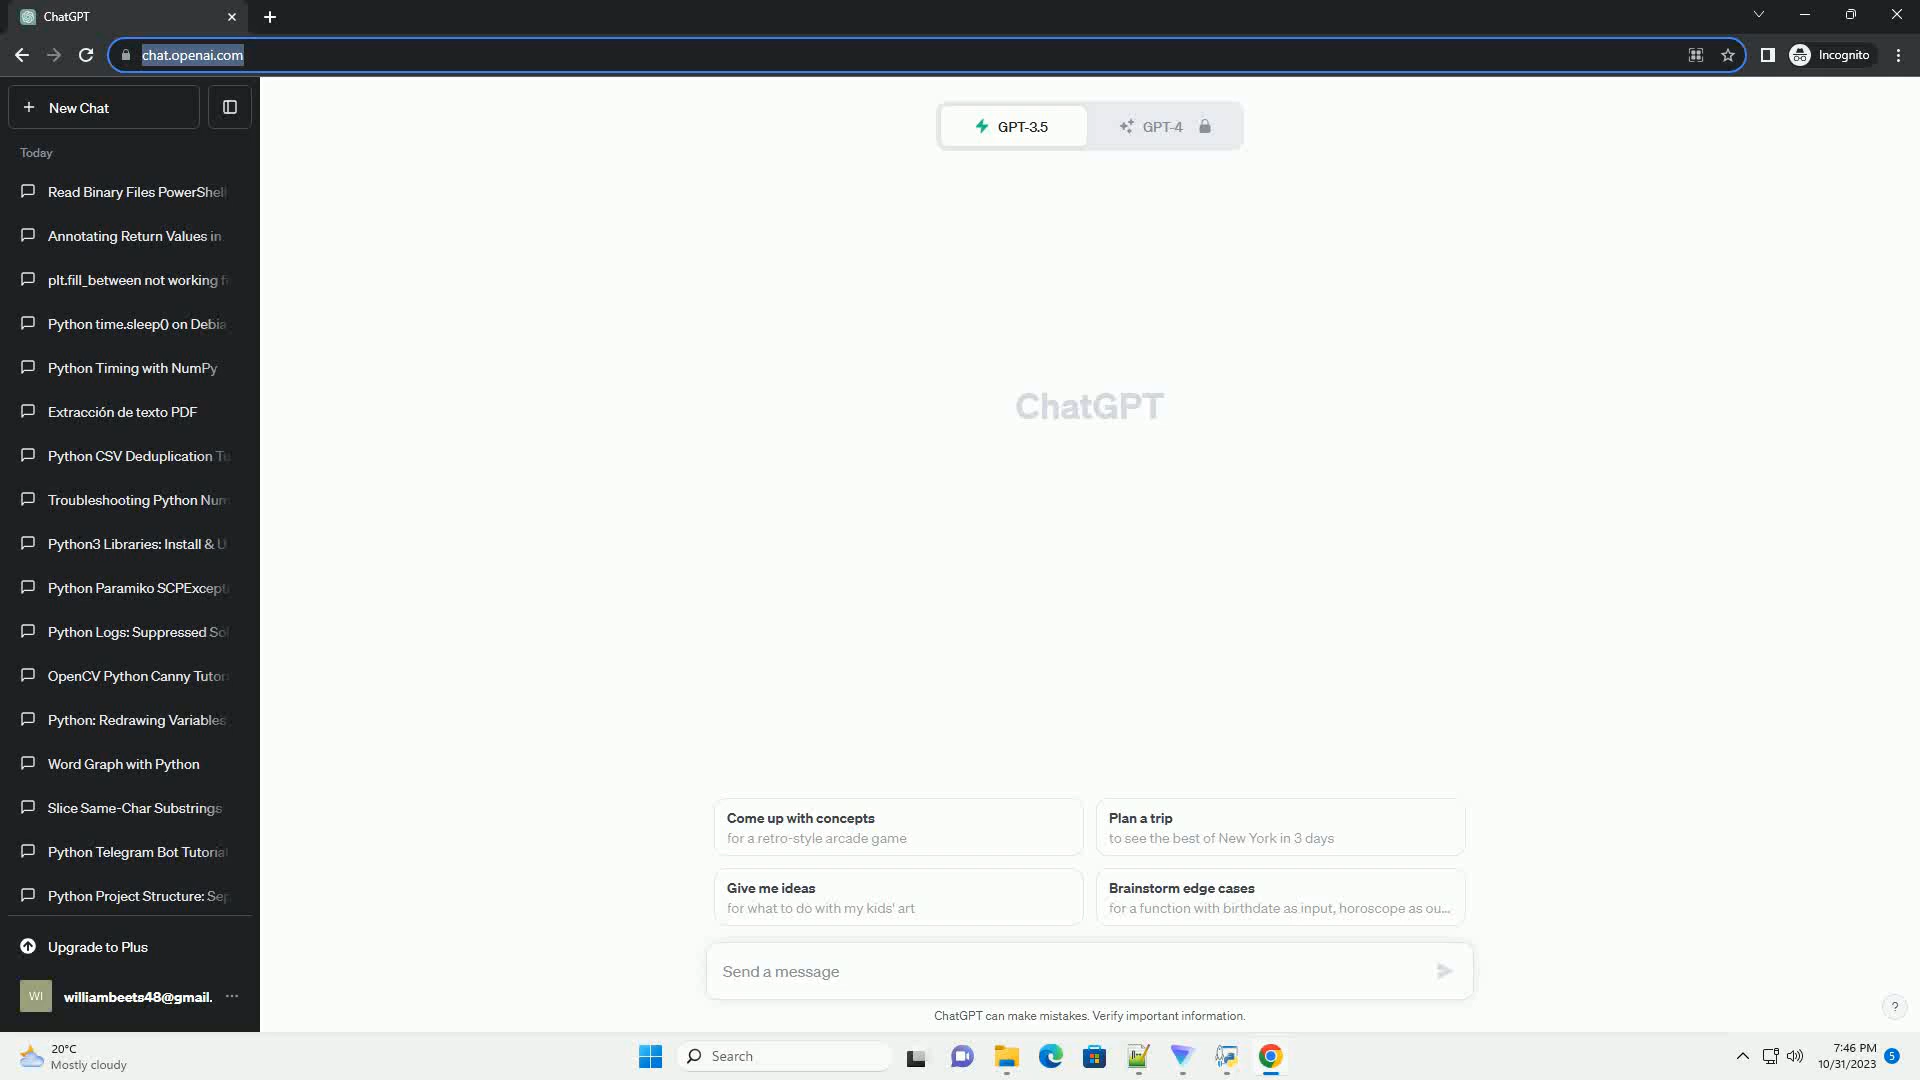 ChatGPT
chat.openai.com
Incognito
New Chat
Today
Read Binary Files PowerShell
Annotating Return Values in
plt.fill_between not working f
Python time.sleep() on Debia
Python Timing with NumPy
Extracción de texto PDF
Python CSV Deduplication Tu
Troubleshooting Python Num
Python3 Libraries: Install & U
Python Paramiko SCPExcept
Python Logs: Suppressed Sol
OpenCV Python Canny Tutor
Python: Redrawing Variables
Word Graph with Python
Slice Same-Char Substrings
Python Telegram Bot Tutorial
Python Project Structure: Sep
Upgrade to Plus
WI williambeets48@gmail.
GPT-3.5
GPT-4
ChatGPT
Come up with concepts
for a retro-style arcade game
Plan a trip
to see the best of New York in 3 days
Give me ideas
for what to do with my kids' art
Brainstorm edge cases
for a function with birthdate as input, horoscope as ou...
Send a message
ChatGPT can make mistakes. Verify important information.
?
20°C
Mostly cloudy
Search
7:46 PM
10/31/2023
5